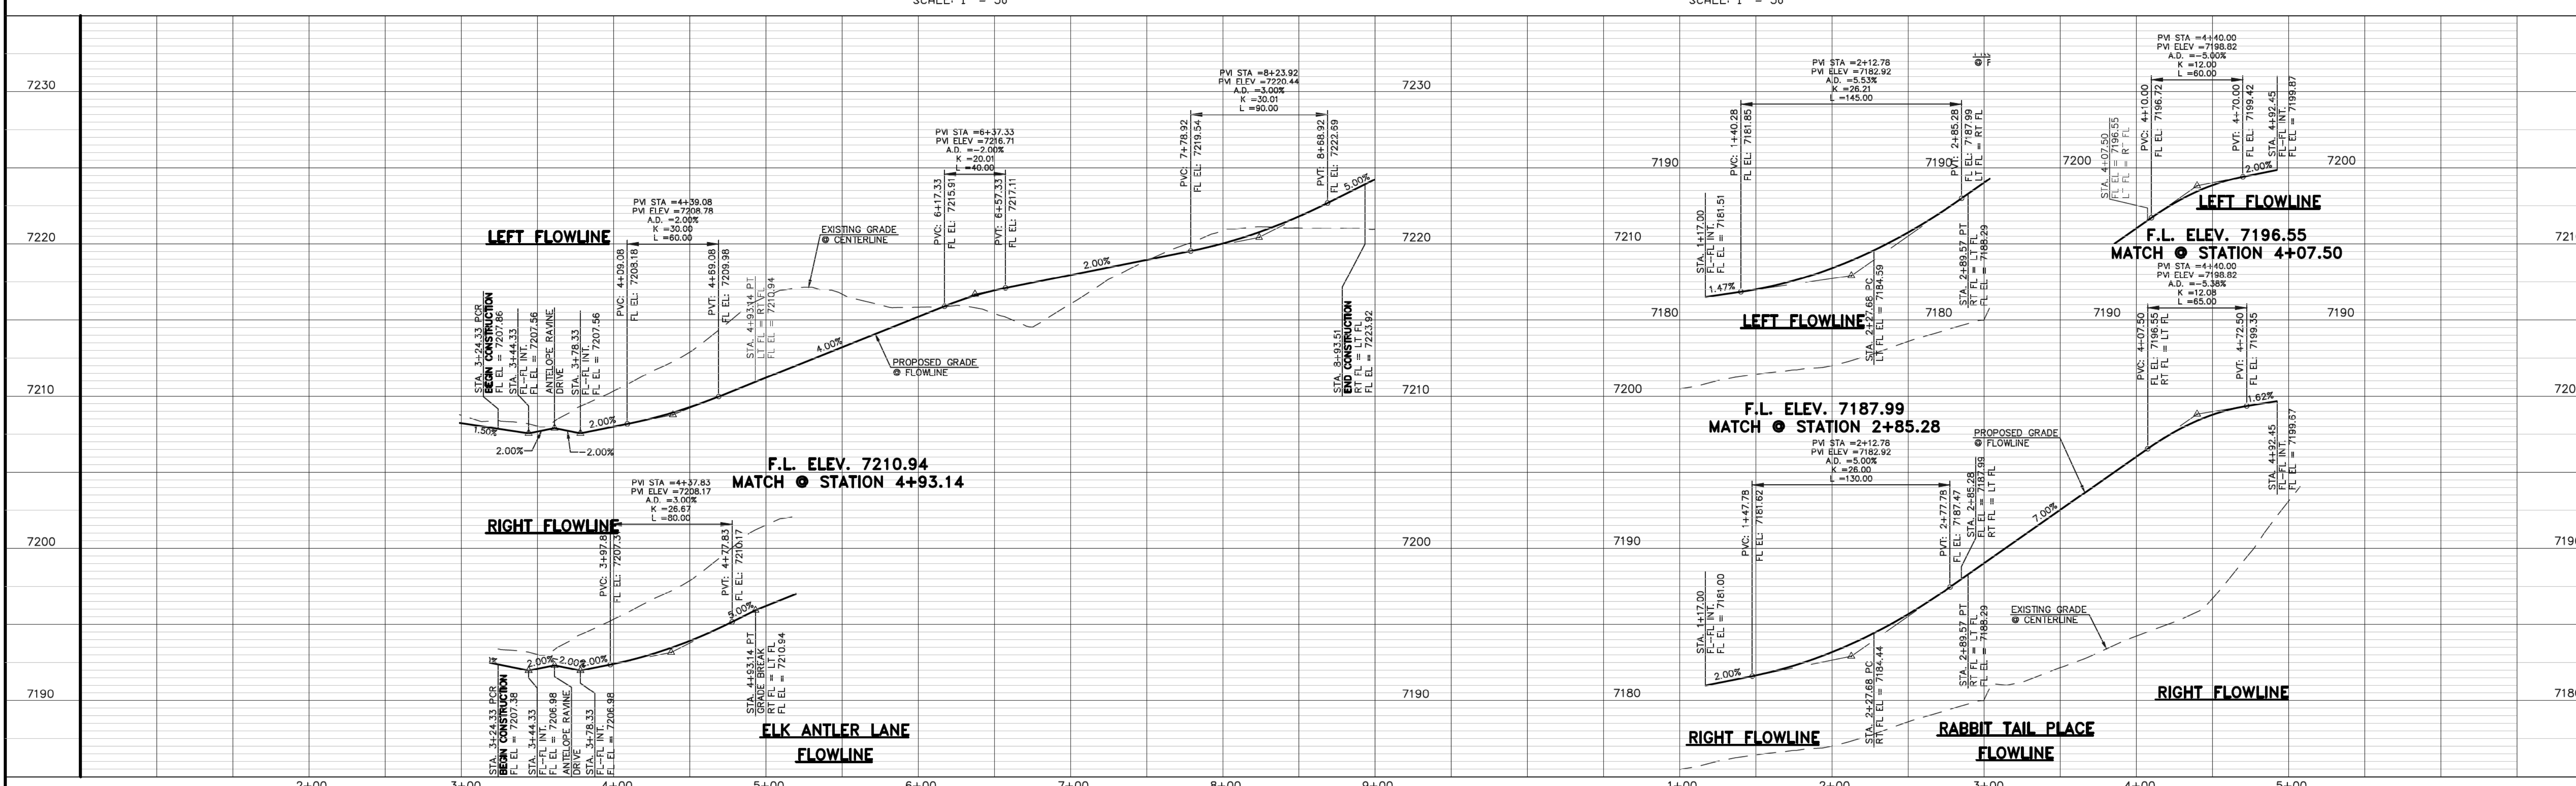 7230
7220
7210
7200
7190
LEFT FLOWLINE
STA. 3+24.33 PCR
BEGIN CONSTRUCTION
FL EL = 7207.86
STA. 3+44.33
FL-FL INT.
FL EL = 7207.56
ANTELOPE RAVINE
DRIVE
STA. 3+78.33
FL-FL INT.
FL EL = 7207.56
1.50%
2.00%
-2.00%
2.00%
PVI STA =4+39.08
PVI ELEV =7208.78
A.D. =2.00%
K =30.00
L =60.00
PVC: 4+09.08
FL EL: 7208.18
PVT: 4+69.08
FL EL: 7209.98
STA. 4+93.14 PT
LT FL = RT FL
FL EL = 7210.94
EXISTING GRADE
@ CENTERLINE
4.00%
PROPOSED GRADE
@ FLOWLINE
PVI STA =6+37.33
PVI ELEV =7216.71
A.D. =-2.00%
K =20.01
L =40.00
PVC: 6+17.33
FL EL: 7215.91
PVT: 6+57.33
FL EL: 7217.11
2.00%
PVI STA =8+23.92
PVI ELEV =7220.44
A.D. =3.00%
K =30.01
L =90.00
PVC: 7+78.92
FL EL: 7219.54
PVT: 8+68.92
FL EL: 7222.69
5.00%
STA. 8+93.51
END CONSTRUCTION
RT FL = LT FL
FL EL = 7223.92
7230
7220
7210
7200
7190
F.L. ELEV. 7210.94
MATCH @ STATION 4+93.14
RIGHT FLOWLINE
PVI STA =4+37.83
PVI ELEV =7208.17
A.D. =3.00%
K =26.67
L =80.00
PVC: 3+97.8
FL EL: 7207.3
PVT: 4+77.83
FL EL: 7210.17
2.00%
2.00%
2.00%
5.00%
STA. 3+24.33 PCR
BEGIN CONSTRUCTION
FL EL = 7207.38
STA. 3+44.33
FL-FL INT.
FL EL = 7206.98
ANTELOPE RAVINE
DRIVE
STA. 3+78.33
FL-FL INT.
FL EL = 7206.98
STA. 4+93.14 PT
GRADE BREAK
RT FL = LT FL
FL EL = 7210.94
ELK ANTLER LANE
FLOWLINE
2+00
3+00
4+00
5+00
6+00
7+00
8+00
9+00
7190
7210
7180
7200
7190
7180
PVI STA =2+12.78
PVI ELEV =7182.92
A.D. =5.53%
K =26.21
L =145.00
PVC: 1+40.28
FL EL: 7181.85
PVT: 2+85.28
FL EL: 7187.99
LT FL = RT FL
STA. 1+17.00
FL-FL INT.
FL EL = 7181.51
1.47%
STA. 2+27.68 PC
LT FL EL = 7184.59
STA. 2+89.57 PT
RT FL = LT FL
FL EL = 7188.29
LEFT FLOWLINE
7190
7180
7200
7190
F.L. ELEV. 7187.99
MATCH @ STATION 2+85.28
PVI STA =4+40.00
PVI ELEV =7198.82
A.D. =-5.00%
K =12.00
L =60.00
STA. 4+07.50
FL EL = 7196.55
LT FL = RT FL
PVC: 4+10.00
FL EL: 7196.72
PVT: 4+70.00
FL EL: 7199.42
STA. 4+92.45
FL-FL INT.
FL EL = 7199.87
2.00%
7200
7190
LEFT FLOWLINE
F.L. ELEV. 7196.55
MATCH @ STATION 4+07.50
PVI STA =4+40.00
PVI ELEV =7198.82
A.D. =-5.38%
K =12.08
L =65.00
PVC: 4+07.50
FL EL: 7196.55
RT FL = LT FL
PVT: 4+72.50
FL EL: 7199.35
1.62%
STA. 4+92.45
FL-FL INT.
FL EL = 7199.67
PVI STA =2+12.78
PVI ELEV =7182.92
A.D. =5.00%
K =26.00
L =130.00
PVC: 1+47.78
FL EL: 7181.62
PVT: 2+77.78
FL EL: 7187.47
STA. 2+85.28
FL EL = 7187.99
RT FL = LT FL
PROPOSED GRADE
@ FLOWLINE
7.00%
STA. 1+17.00
FL-FL INT.
FL EL = 7181.00
2.00%
STA. 2+27.68 PC
RT FL EL = 7184.44
STA. 2+89.57 PT
RT FL = LT FL
FL EL = 7188.29
EXISTING GRADE
@ CENTERLINE
RIGHT FLOWLINE
RIGHT FLOWLINE
RABBIT TAIL PLACE
FLOWLINE
1+00
2+00
3+00
4+00
5+00